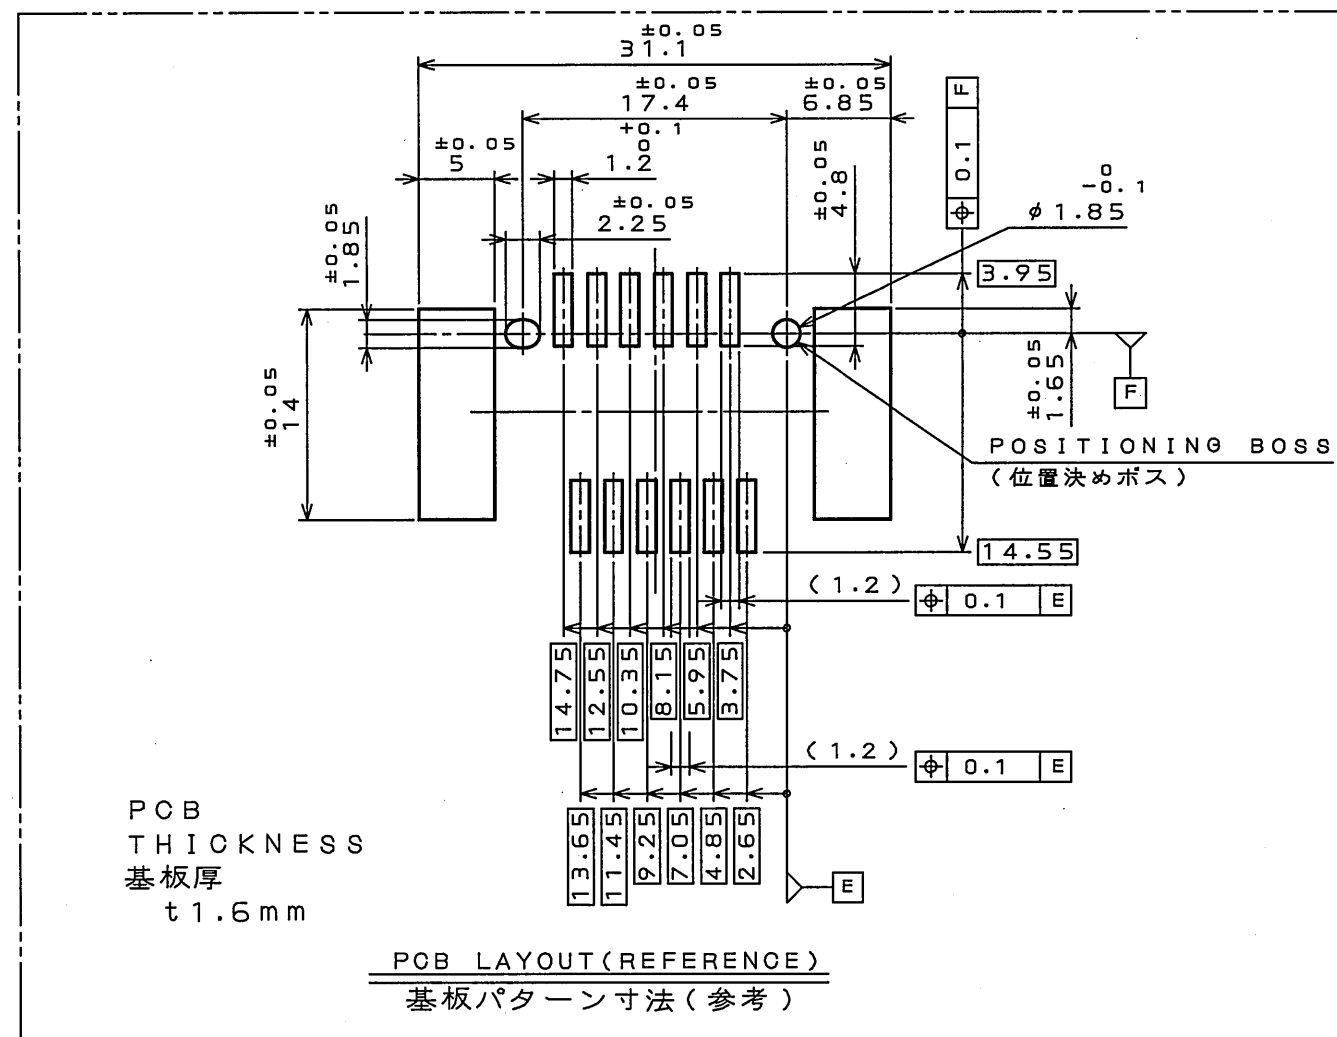 ±0.05
31.1
±0.05
17.4
±0.05
6.85
±0.05
5
+0.1
0
1.2
±0.05
2.25
±0.05
1.85
±0.05
4.8
⌖ 0.1 F
0
-0.1
φ1.85
3.95
±0.05
1.65
F
±0.05
14
POSITIONING BOSS
(位置決めボス)
14.55
(1.2)
⌖ 0.1 E
14.75
12.55
10.35
8.15
5.95
3.75
(1.2)
⌖ 0.1 E
13.65
11.45
9.25
7.05
4.85
2.65
E
PCB
THICKNESS
基板厚
t1.6mm
PCB LAYOUT(REFERENCE)
基板パターン寸法(参考)